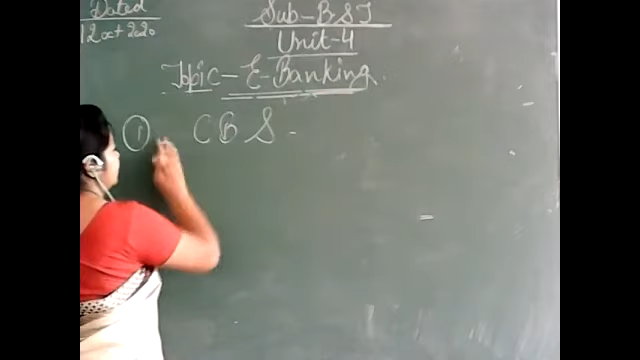 Dated
12 oct 2020
Sub-BST
Unit-4
Topic-E-Banking
① CBS -